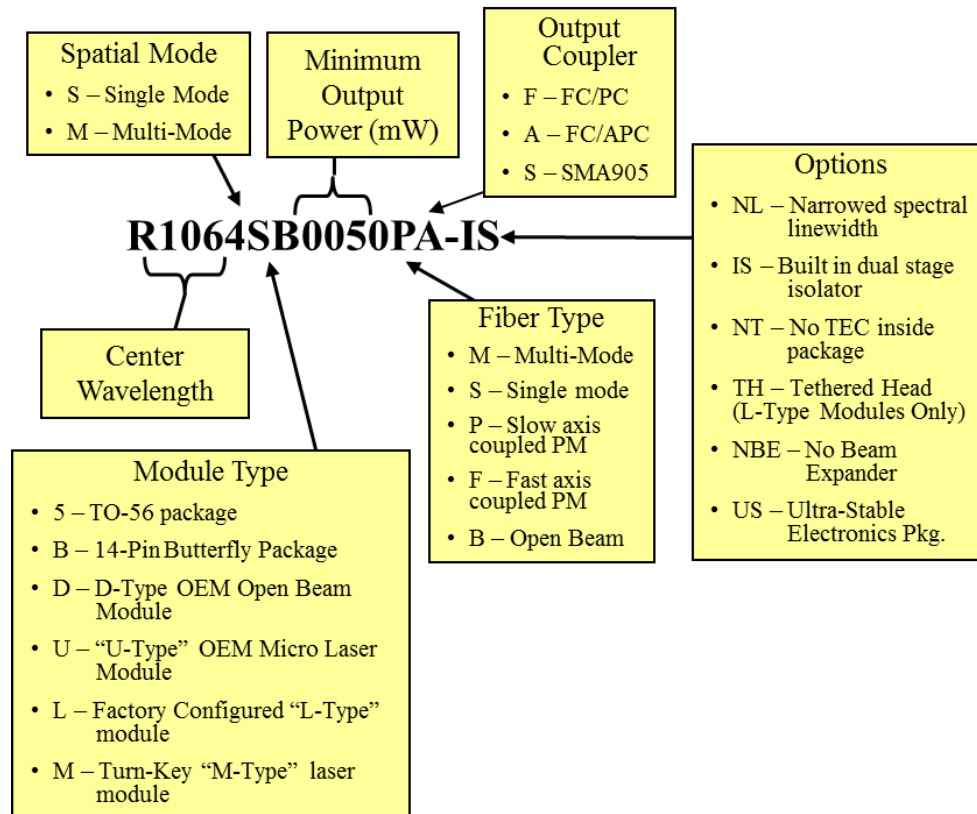 Spatial Mode
• S – Single Mode
• M – Multi-Mode
Minimum
Output
Power (mW)
Output
Coupler
• F – FC/PC
• A – FC/APC
• S – SMA905
R1064SB0050PA-IS
Center
Wavelength
Module Type
• 5 – TO-56 package
• B – 14-Pin Butterfly Package
• D – D-Type OEM Open Beam
Module
• U – “U-Type” OEM Micro Laser
Module
• L – Factory Configured “L-Type”
module
• M – Turn-Key “M-Type” laser
module
Fiber Type
• M – Multi-Mode
• S – Single mode
• P – Slow axis
coupled PM
• F – Fast axis
coupled PM
• B – Open Beam
Options
• NL – Narrowed spectral
linewidth
• IS – Built in dual stage
isolator
• NT – No TEC inside
package
• TH – Tethered Head
(L-Type Modules Only)
• NBE – No Beam
Expander
• US – Ultra-Stable
Electronics Pkg.